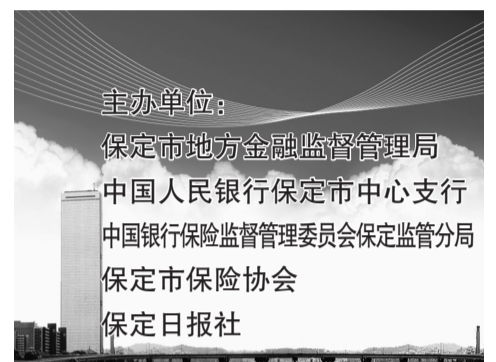 主办单位：
保定市地方金融监督管理局
中国人民银行保定市中心支行
中国银行保险监督管理委员会保定监管分局
保定市保险协会
保定日报社